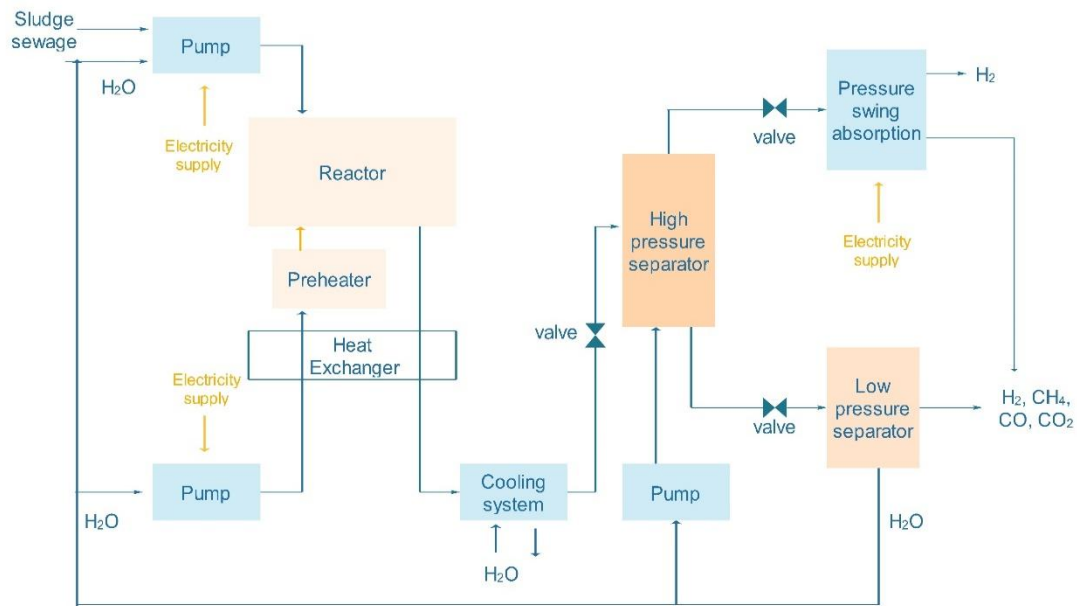 Sludge
sewage
H₂O
Pump
Electricity
supply
Reactor
Preheater
Heat
Exchanger
Electricity
supply
H₂O
Pump
Cooling
system
H₂O
valve
High
pressure
separator
Pump
valve
Pressure
swing
absorption
H₂
Electricity
supply
valve
Low
pressure
separator
H₂, CH₄,
CO, CO₂
H₂O